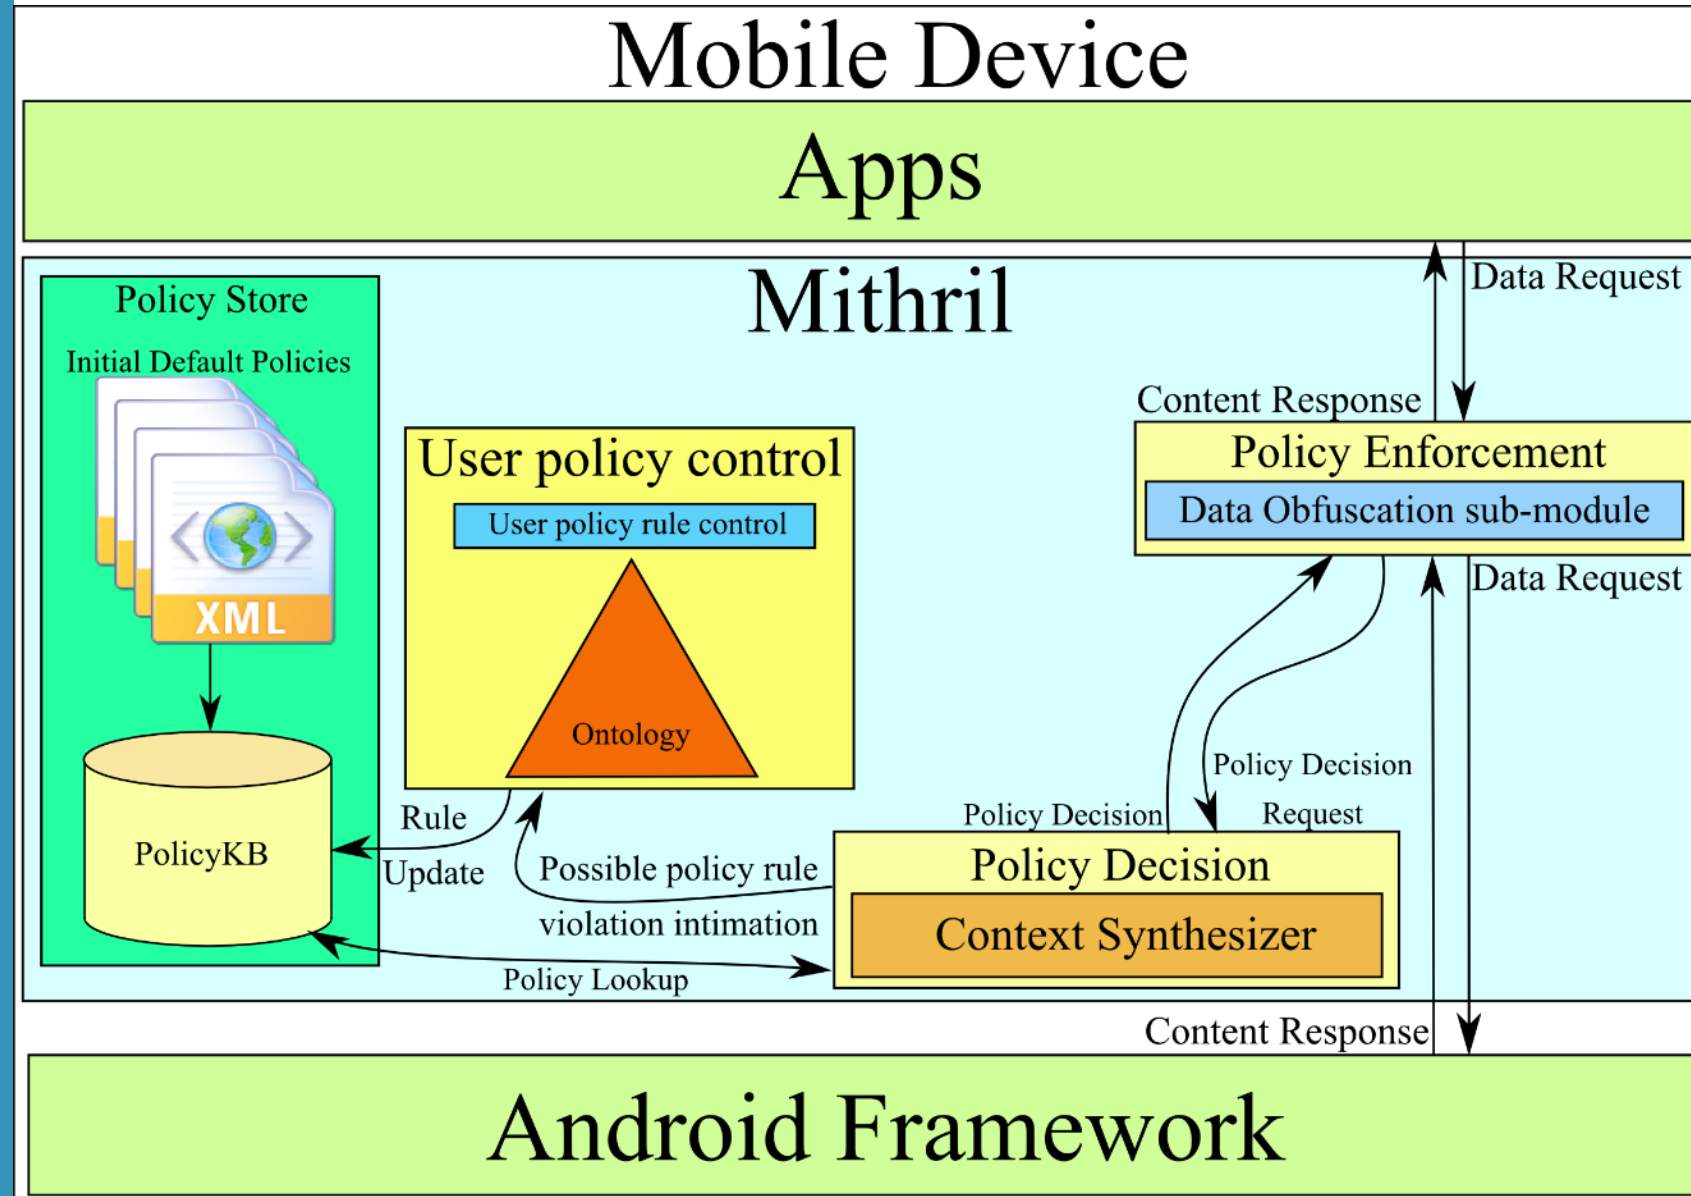 Mobile Device
Apps
Mithril
Data Request
Policy Store
Initial Default Policies
XML
PolicyKB
User policy control
User policy rule control
Ontology
Rule
Update
Possible policy rule
violation intimation
Policy Lookup
Content Response
Policy Enforcement
Data Obfuscation sub-module
Data Request
Policy Decision
Request
Policy Decision
Policy Decision
Context Synthesizer
Content Response
Android Framework